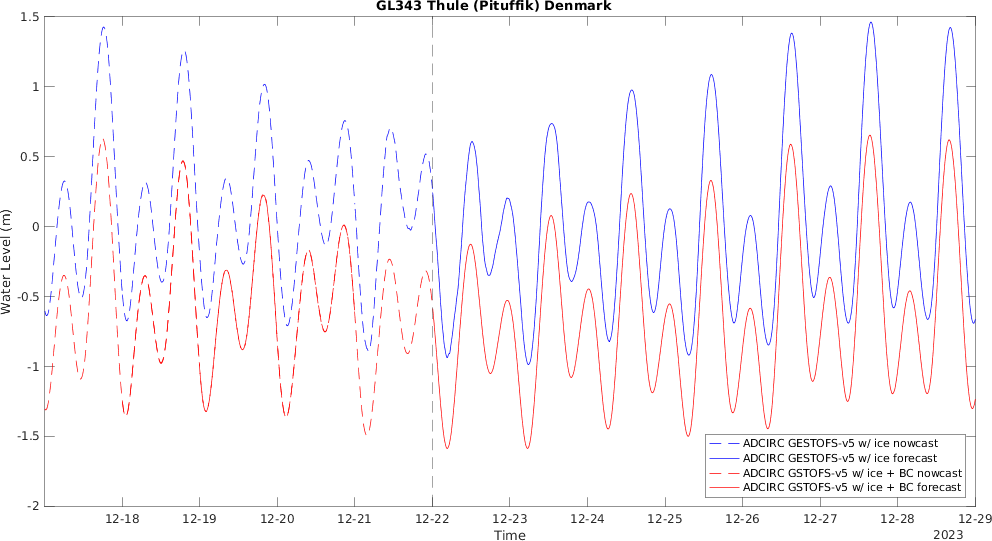 GL343 Thule (Pituffik) Denmark
1.5
1
0.5
0
-0.5
-1
-1.5
-2
Water Level (m)
12-18 12-19 12-20 12-21 12-22 12-23 12-24 12-25 12-26 12-27 12-28 12-29
Time
2023
ADCIRC GESTOFS-v5 w/ ice nowcast
ADCIRC GESTOFS-v5 w/ ice forecast
ADCIRC GSTOFS-v5 w/ ice + BC nowcast
ADCIRC GSTOFS-v5 w/ ice + BC forecast